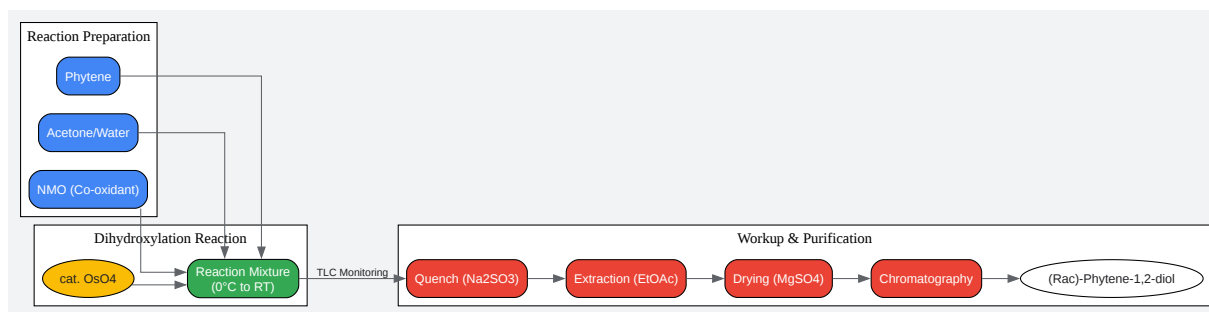 Reaction Preparation
Phytene
Acetone/Water
NMO (Co-oxidant)
Dihydroxylation Reaction
cat. OsO4
Reaction Mixture
(0°C to RT)
TLC Monitoring
Workup & Purification
Quench (Na2SO3)
Extraction (EtOAc)
Drying (MgSO4)
Chromatography
(Rac)-Phytene-1,2-diol